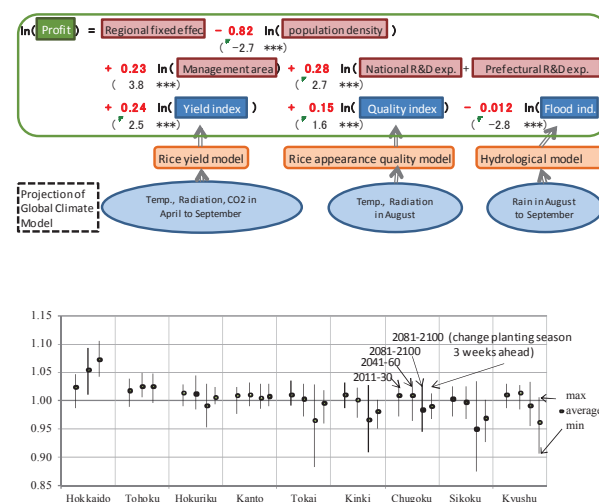 ln( Profit ) = Regional fixed effec. − 0.82 ln( population density )
( −2.7 ***)
+ 0.23 ln( Management area ) + 0.28 ln( National R&D exp. + Prefectural R&D exp.
( 3.8 ***) ( 2.7 ***)
+ 0.24 ln( Yield index ) + 0.15 ln( Quality index ) − 0.012 ln( Flood ind. )
( 2.5 ***) ( 1.6 ***) ( −2.8 ***)
Rice yield model Rice appearance quality model Hydrological model
Projection of
Global Climate
Model
Temp., Radiation, CO2 in
April to September
Temp., Radiation
in August
Rain in August
to September
1.15
1.10
1.05
1.00
0.95
0.90
0.85
2081-2100 (change planting season
3 weeks ahead)
2081-2100
2041-60
2011-30
max
average
min
Hokkaido Tohoku Hokuriku Kanto Tokai Kinki Chugoku Sikoku Kyushu